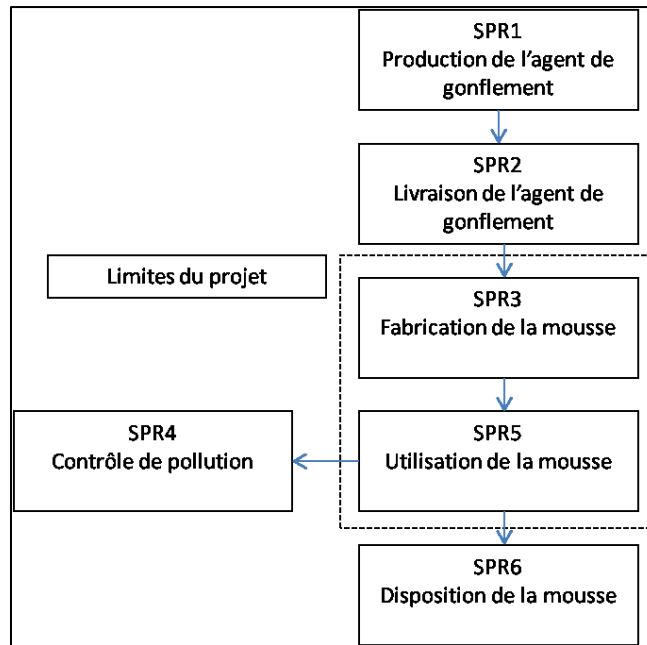 SPR1
Production de l'agent de
gonflement
SPR2
Livraison de l'agent de
gonflement
Limites du projet
SPR3
Fabrication de la mousse
SPR4
Contrôle de pollution
SPR5
Utilisation de la mousse
SPR6
Disposition de la mousse